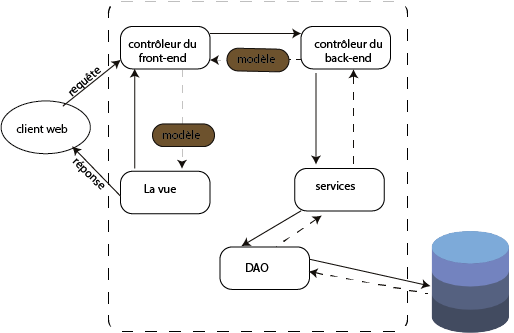 contrôleur du
front-end
contrôleur du
back-end
modèle
requête
client web
modèle
réponse
La vue
services
DAO